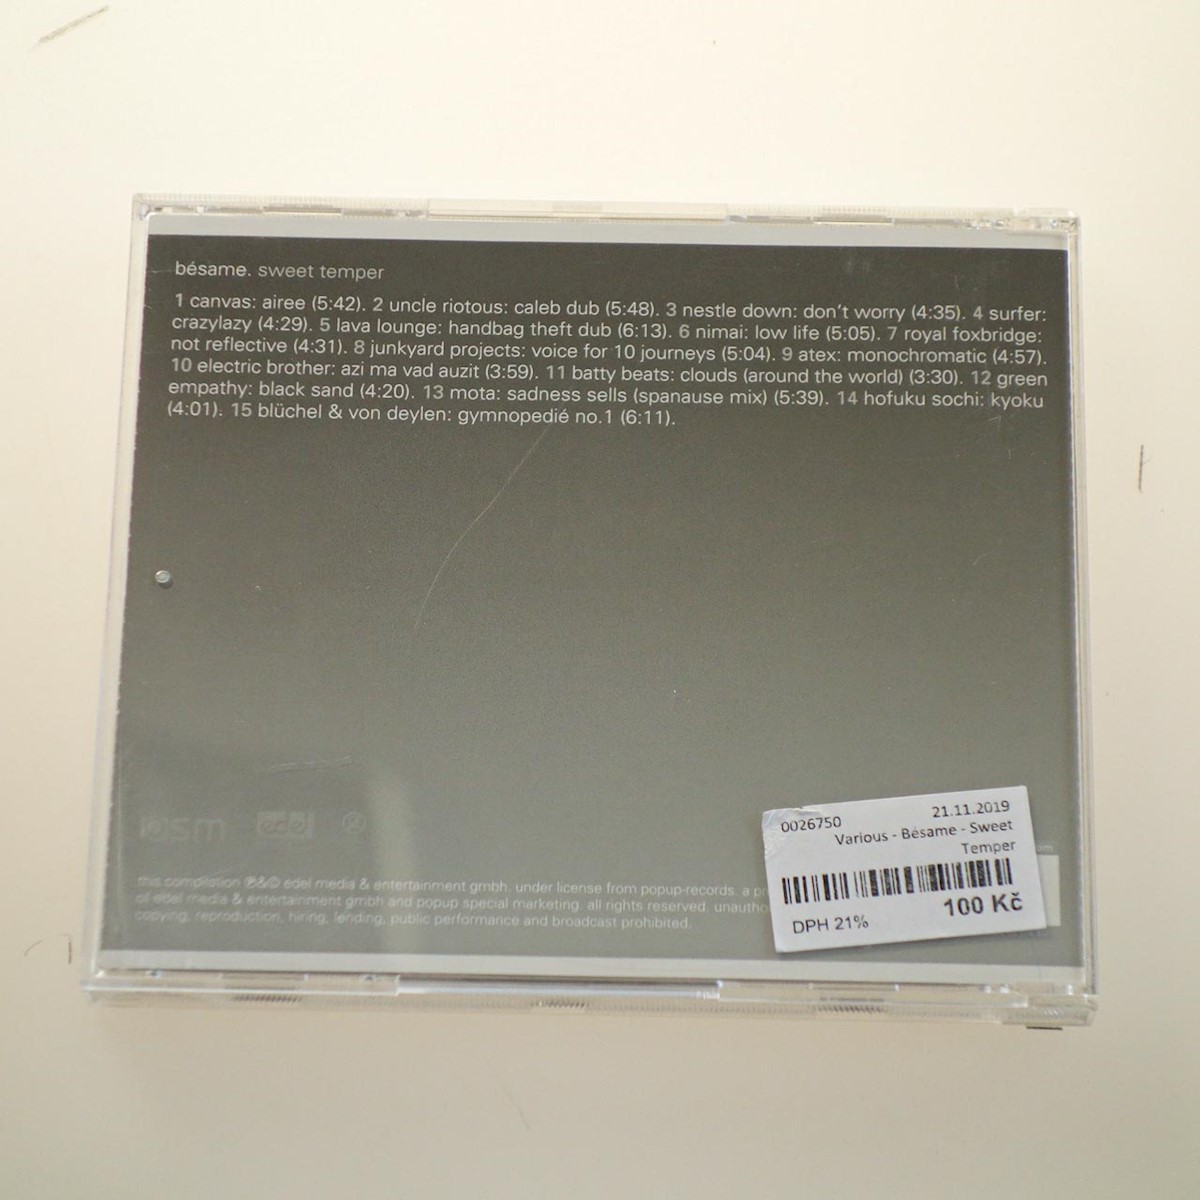 bésame. sweet temper
1 canvas: airee (5:42). 2 uncle riotous: caleb dub (5:48). 3 nestle down: don't worry (4:35). 4 surfer:
crazylazy (4:29). 5 lava lounge: handbag theft dub (6:13). 6 nimai: low life (5:05). 7 royal foxbridge:
not reflective (4:31). 8 junkyard projects: voice for 10 journeys (5:04). 9 atex: monochromatic (4:57).
10 electric brother: azi ma vad auzit (3:59). 11 batty beats: clouds (around the world) (3:30). 12 green
empathy: black sand (4:20). 13 mota: sadness sells (spanause mix) (5:39). 14 hofuku sochi: kyoku
(4:01). 15 blüchel & von deylen: gymnopedié no.1 (6:11).
psm edel
this compilation ℗&© edel media & entertainment gmbh. under license from popup-records. a
of edel media & entertainment gmbh and popup special marketing. all rights reserved.
copying, reproduction, hiring, lending, public performance and broadcast prohibited.
0026750 21.11.2019
Various - Bésame - Sweet
Temper
DPH 21% 100 Kč